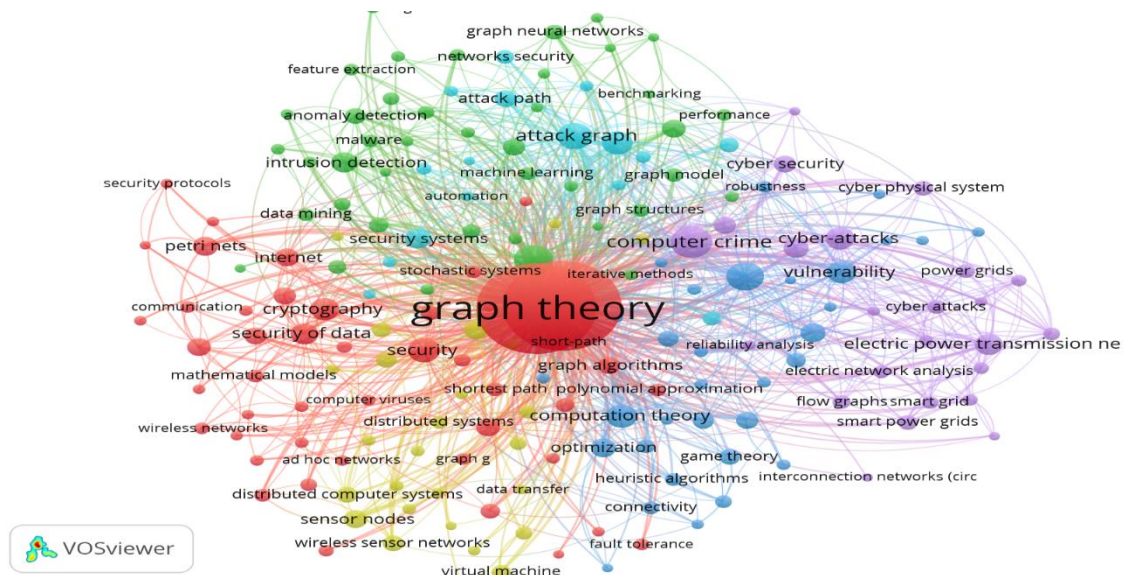 graph neural networks
networks security
feature extraction
attack path
benchmarking
anomaly detection
performance
malware
attack graph
intrusion detection
machine learning
graph model
cyber security
security protocols
automation
robustness
cyber physical system
data mining
graph structures
petri nets
security systems
computer crime
cyber-attacks
internet
stochastic systems
iterative methods
vulnerability
power grids
communication
cryptography
graph theory
cyber attacks
security of data
short-path
reliability analysis
electric power transmission ne
security
graph algorithms
mathematical models
electric network analysis
shortest path
polynomial approximation
computer viruses
flow graphs
smart grid
wireless networks
distributed systems
computation theory
smart power grids
optimization
ad hoc networks
graph g
game theory
heuristic algorithms
interconnection networks (circ
distributed computer systems
data transfer
sensor nodes
connectivity
wireless sensor networks
fault tolerance
VOSviewer
virtual machine